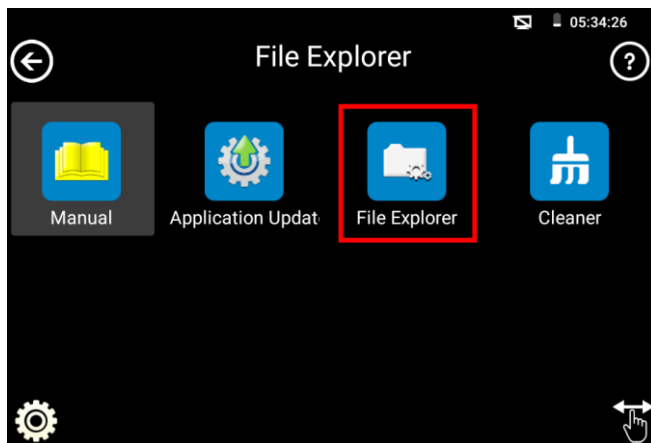 05:34:26
File Explorer
?
Manual
Application Updat
File Explorer
Cleaner